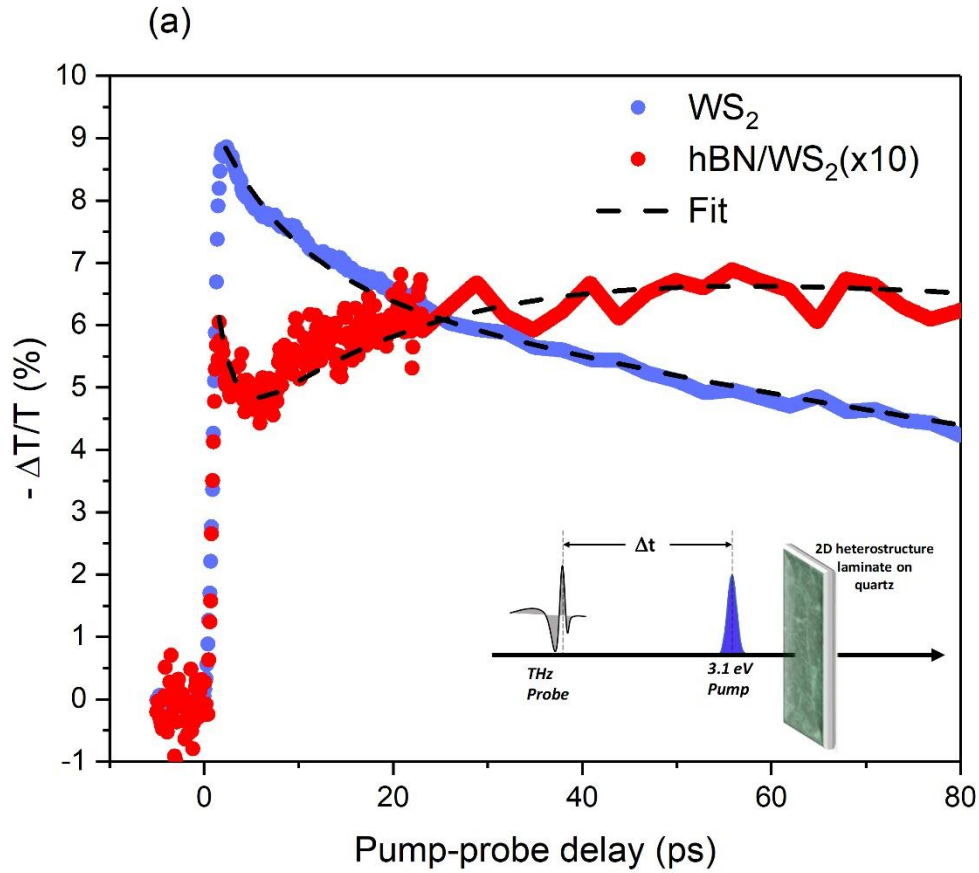 (a)
10
9
8
7
6
5
4
3
2
1
0
-1
- ΔT/T (%)
WS₂
hBN/WS₂(x10)
Fit
Δt
2D heterostructure
laminate on
quartz
THz
Probe
3.1 eV
Pump
0 20 40 60 80
Pump-probe delay (ps)